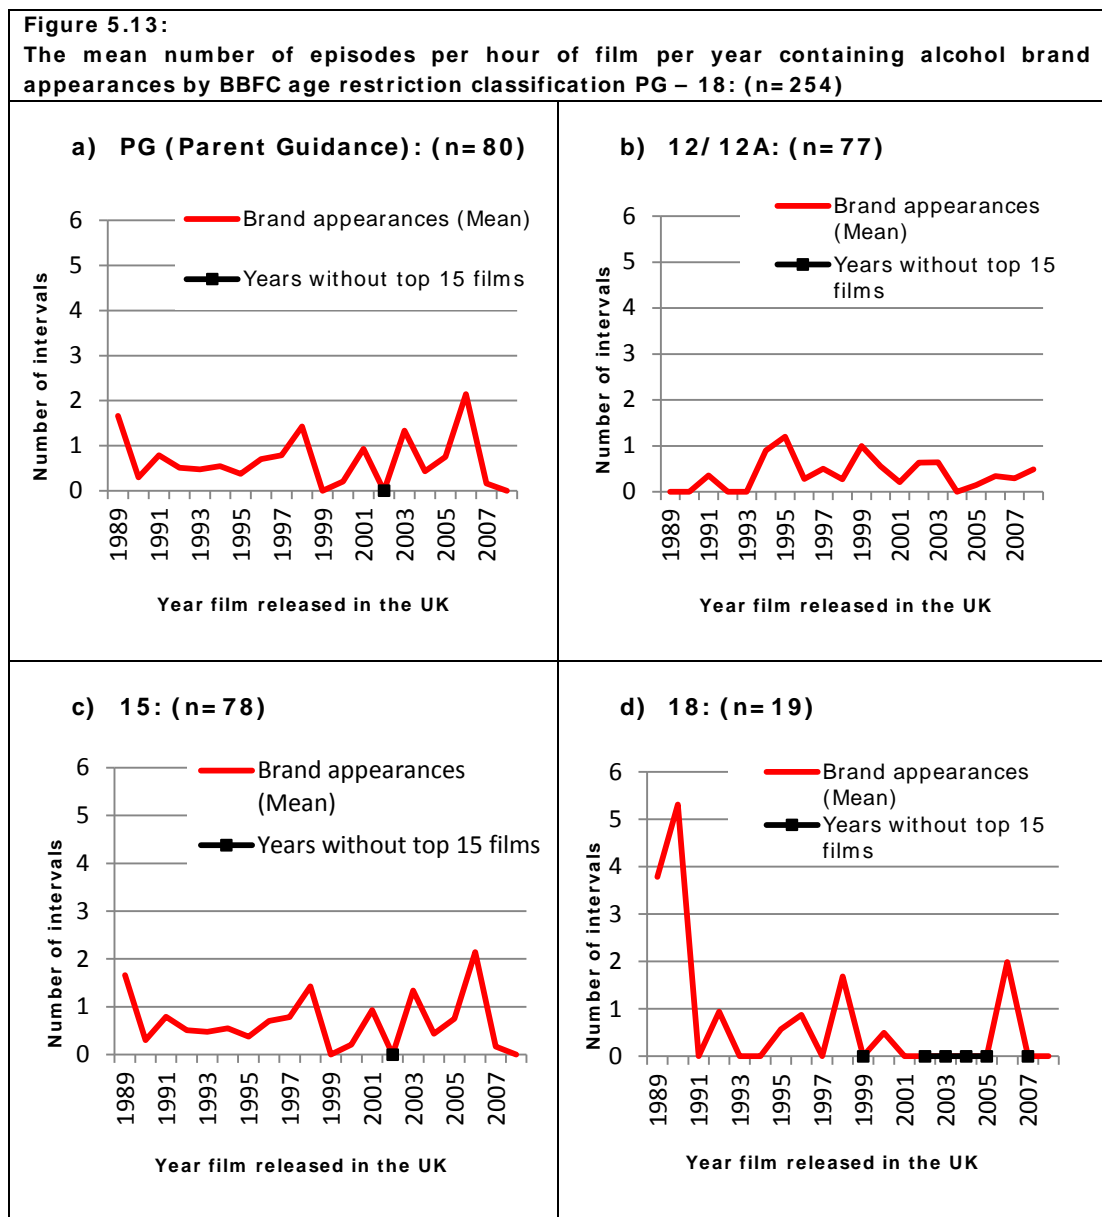 Figure 5.13:
The mean number of episodes per hour of film per year containing alcohol brand
appearances by BBFC age restriction classification PG – 18: (n=254)
a) PG (Parent Guidance): (n=80)
Brand appearances (Mean)
Years without top 15 films
Number of intervals
6
5
4
3
2
1
0
1989
1991
1993
1995
1997
1999
2001
2003
2005
2007
Year film released in the UK
b) 12/12A: (n=77)
Brand appearances
(Mean)
Years without top 15
films
Number of intervals
6
5
4
3
2
1
0
1989
1991
1993
1995
1997
1999
2001
2003
2005
2007
Year film released in the UK
c) 15: (n=78)
Brand appearances
(Mean)
Years without top 15 films
Number of intervals
6
5
4
3
2
1
0
1989
1991
1993
1995
1997
1999
2001
2003
2005
2007
Year film released in the UK
d) 18: (n=19)
Brand appearances
(Mean)
Years without top 15
films
Number of intervals
6
5
4
3
2
1
0
1989
1991
1993
1995
1997
1999
2001
2003
2005
2007
Year film released in the UK